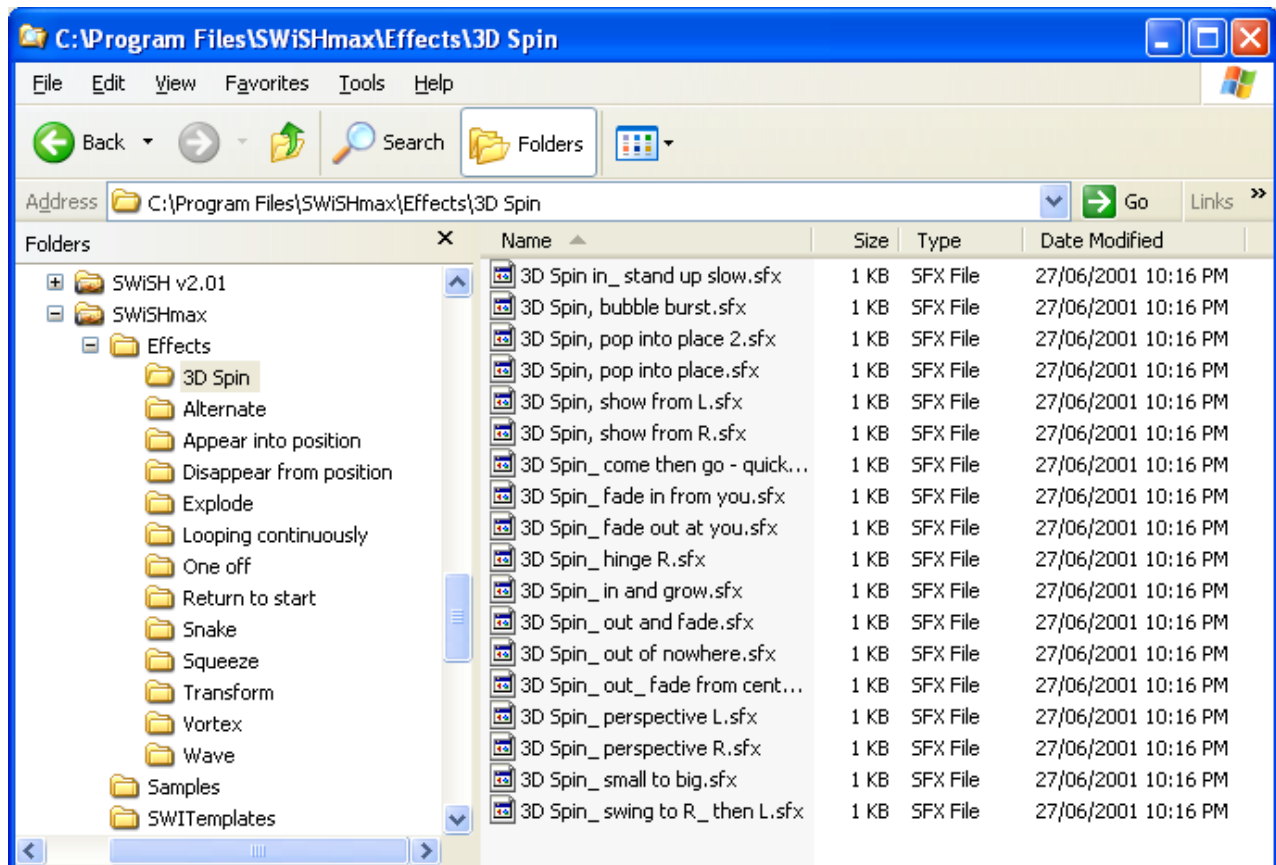 C:\Program Files\SWiSHmax\Effects\3D Spin
File Edit View Favorites Tools Help
Back Search Folders
Address C:\Program Files\SWiSHmax\Effects\3D Spin Go Links »
Folders
SWiSH v2.01
SWiSHmax
Effects
3D Spin
Alternate
Appear into position
Disappear from position
Explode
Looping continuously
One off
Return to start
Snake
Squeeze
Transform
Vortex
Wave
Samples
SWITemplates
Name Size Type Date Modified
3D Spin in_ stand up slow.sfx 1 KB SFX File 27/06/2001 10:16 PM
3D Spin, bubble burst.sfx 1 KB SFX File 27/06/2001 10:16 PM
3D Spin, pop into place 2.sfx 1 KB SFX File 27/06/2001 10:16 PM
3D Spin, pop into place.sfx 1 KB SFX File 27/06/2001 10:16 PM
3D Spin, show from L.sfx 1 KB SFX File 27/06/2001 10:16 PM
3D Spin, show from R.sfx 1 KB SFX File 27/06/2001 10:16 PM
3D Spin_ come then go - quick... 1 KB SFX File 27/06/2001 10:16 PM
3D Spin_ fade in from you.sfx 1 KB SFX File 27/06/2001 10:16 PM
3D Spin_ fade out at you.sfx 1 KB SFX File 27/06/2001 10:16 PM
3D Spin_ hinge R.sfx 1 KB SFX File 27/06/2001 10:16 PM
3D Spin_ in and grow.sfx 1 KB SFX File 27/06/2001 10:16 PM
3D Spin_ out and fade.sfx 1 KB SFX File 27/06/2001 10:16 PM
3D Spin_ out of nowhere.sfx 1 KB SFX File 27/06/2001 10:16 PM
3D Spin_ out_ fade from cent... 1 KB SFX File 27/06/2001 10:16 PM
3D Spin_ perspective L.sfx 1 KB SFX File 27/06/2001 10:16 PM
3D Spin_ perspective R.sfx 1 KB SFX File 27/06/2001 10:16 PM
3D Spin_ small to big.sfx 1 KB SFX File 27/06/2001 10:16 PM
3D Spin_ swing to R_ then L.sfx 1 KB SFX File 27/06/2001 10:16 PM